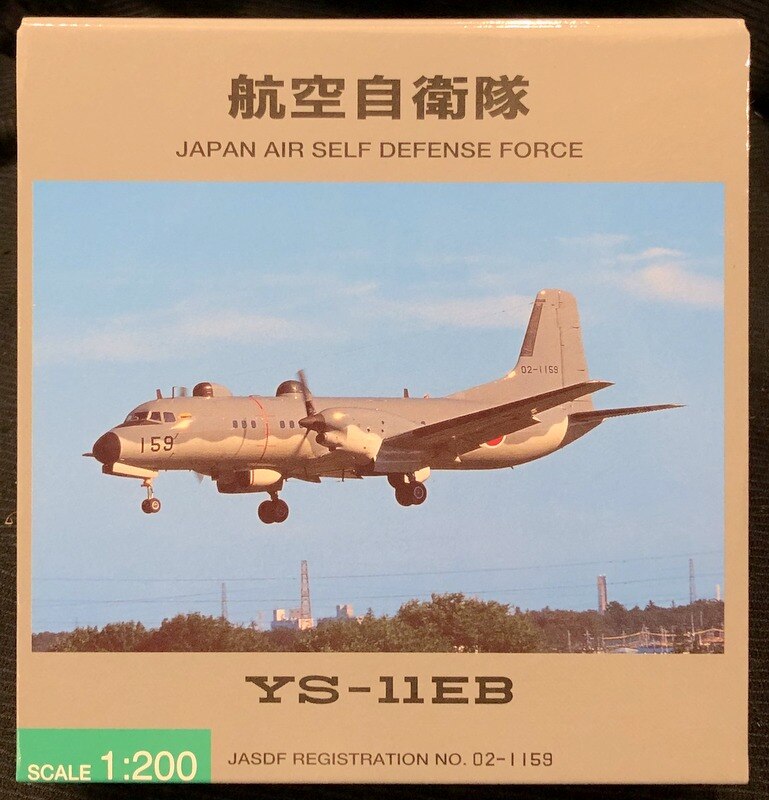 航空自衛隊
JAPAN AIR SELF DEFENSE FORCE
02-1159
159
YS-11EB
SCALE 1:200
JASDF REGISTRATION NO. 02-1159